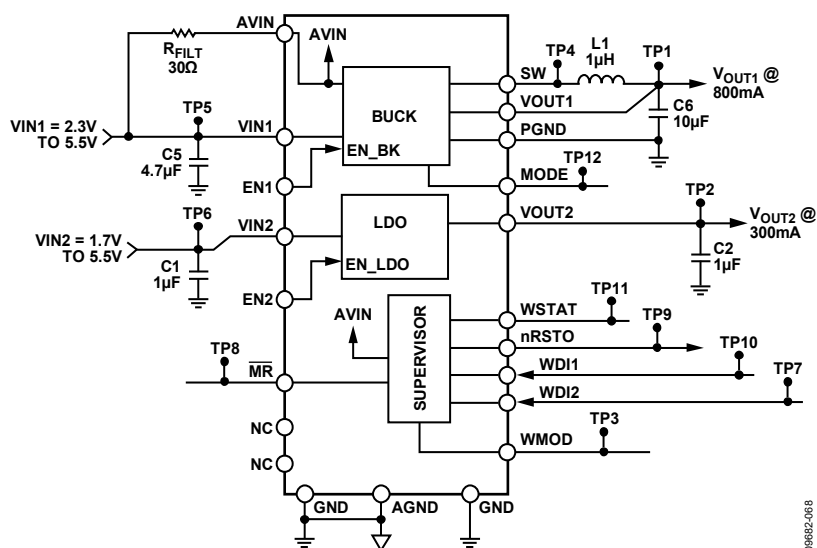 AVIN
R_FILT
30Ω
AVIN
TP4
L1
1µH
TP1
SW
V_OUT1 @
800mA
VOUT1
C6
10µF
BUCK
PGND
TP5
VIN1 = 2.3V
TO 5.5V
VIN1
EN_BK
C5
4.7µF
TP12
MODE
EN1
TP6
VIN2
LDO
VOUT2
TP2
V_OUT2 @
300mA
VIN2 = 1.7V
TO 5.5V
EN_LDO
C1
1µF
C2
1µF
EN2
WSTAT
TP11
AVIN
nRSTO
TP9
SUPERVISOR
WDI1
TP10
TP8
MR
WDI2
TP7
NC
WMOD
TP3
NC
GND
AGND
GND
09682-068